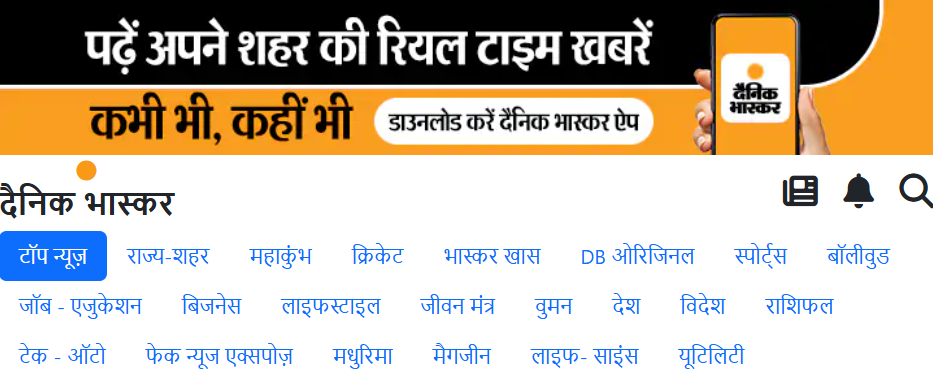 पढ़ें अपने शहर की रियल टाइम खबरें
कभी भी, कहीं भी
डाउनलोड करें दैनिक भास्कर ऐप
दैनिक
भास्कर
दैनिक भास्कर
टॉप न्यूज़ राज्य-शहर महाकुंभ क्रिकेट भास्कर खास DB ओरिजिनल स्पोर्ट्स बॉलीवुड
जॉब - एजुकेशन बिजनेस लाइफस्टाइल जीवन मंत्र वुमन देश विदेश राशिफल
टेक - ऑटो फेक न्यूज एक्सपोज़ मधुरिमा मैगजीन लाइफ- साइंस यूटिलिटी